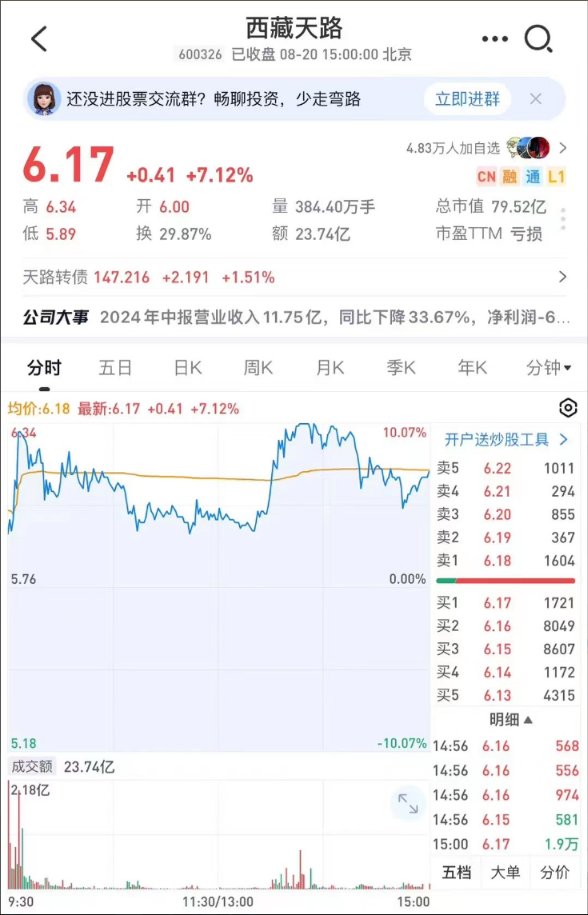 西藏天路
600326 已收盘 08-20 15:00:00 北京
还没进股票交流群？畅聊投资，少走弯路 立即进群
6.17 +0.41 +7.12%
4.83万人加自选
CN 融 通 L1
高 6.34 开 6.00 量 384.40万手 总市值 79.52亿
低 5.89 换 29.87% 额 23.74亿 市盈TTM 亏损
天路转债 147.216 +2.191 +1.51%
公司大事 2024年中报营业收入11.75亿，同比下降33.67%，净利润-6...
分时 五日 日K 周K 月K 季K 年K 分钟
均价:6.18 最新:6.17 +0.41 +7.12%
6.34 10.07%
5.76 0.00%
5.18 -10.07%
成交额 23.74亿
2.18亿
9:30 11:30/13:00 15:00
开户送炒股工具
卖5 6.22 1011
卖4 6.21 294
卖3 6.20 855
卖2 6.19 367
卖1 6.18 1604
买1 6.17 1721
买2 6.16 8049
买3 6.15 8607
买4 6.14 1172
买5 6.13 4315
明细
14:56 6.16 568
14:56 6.16 556
14:56 6.16 974
14:56 6.15 581
15:00 6.17 1.9万
五档 大单 分价